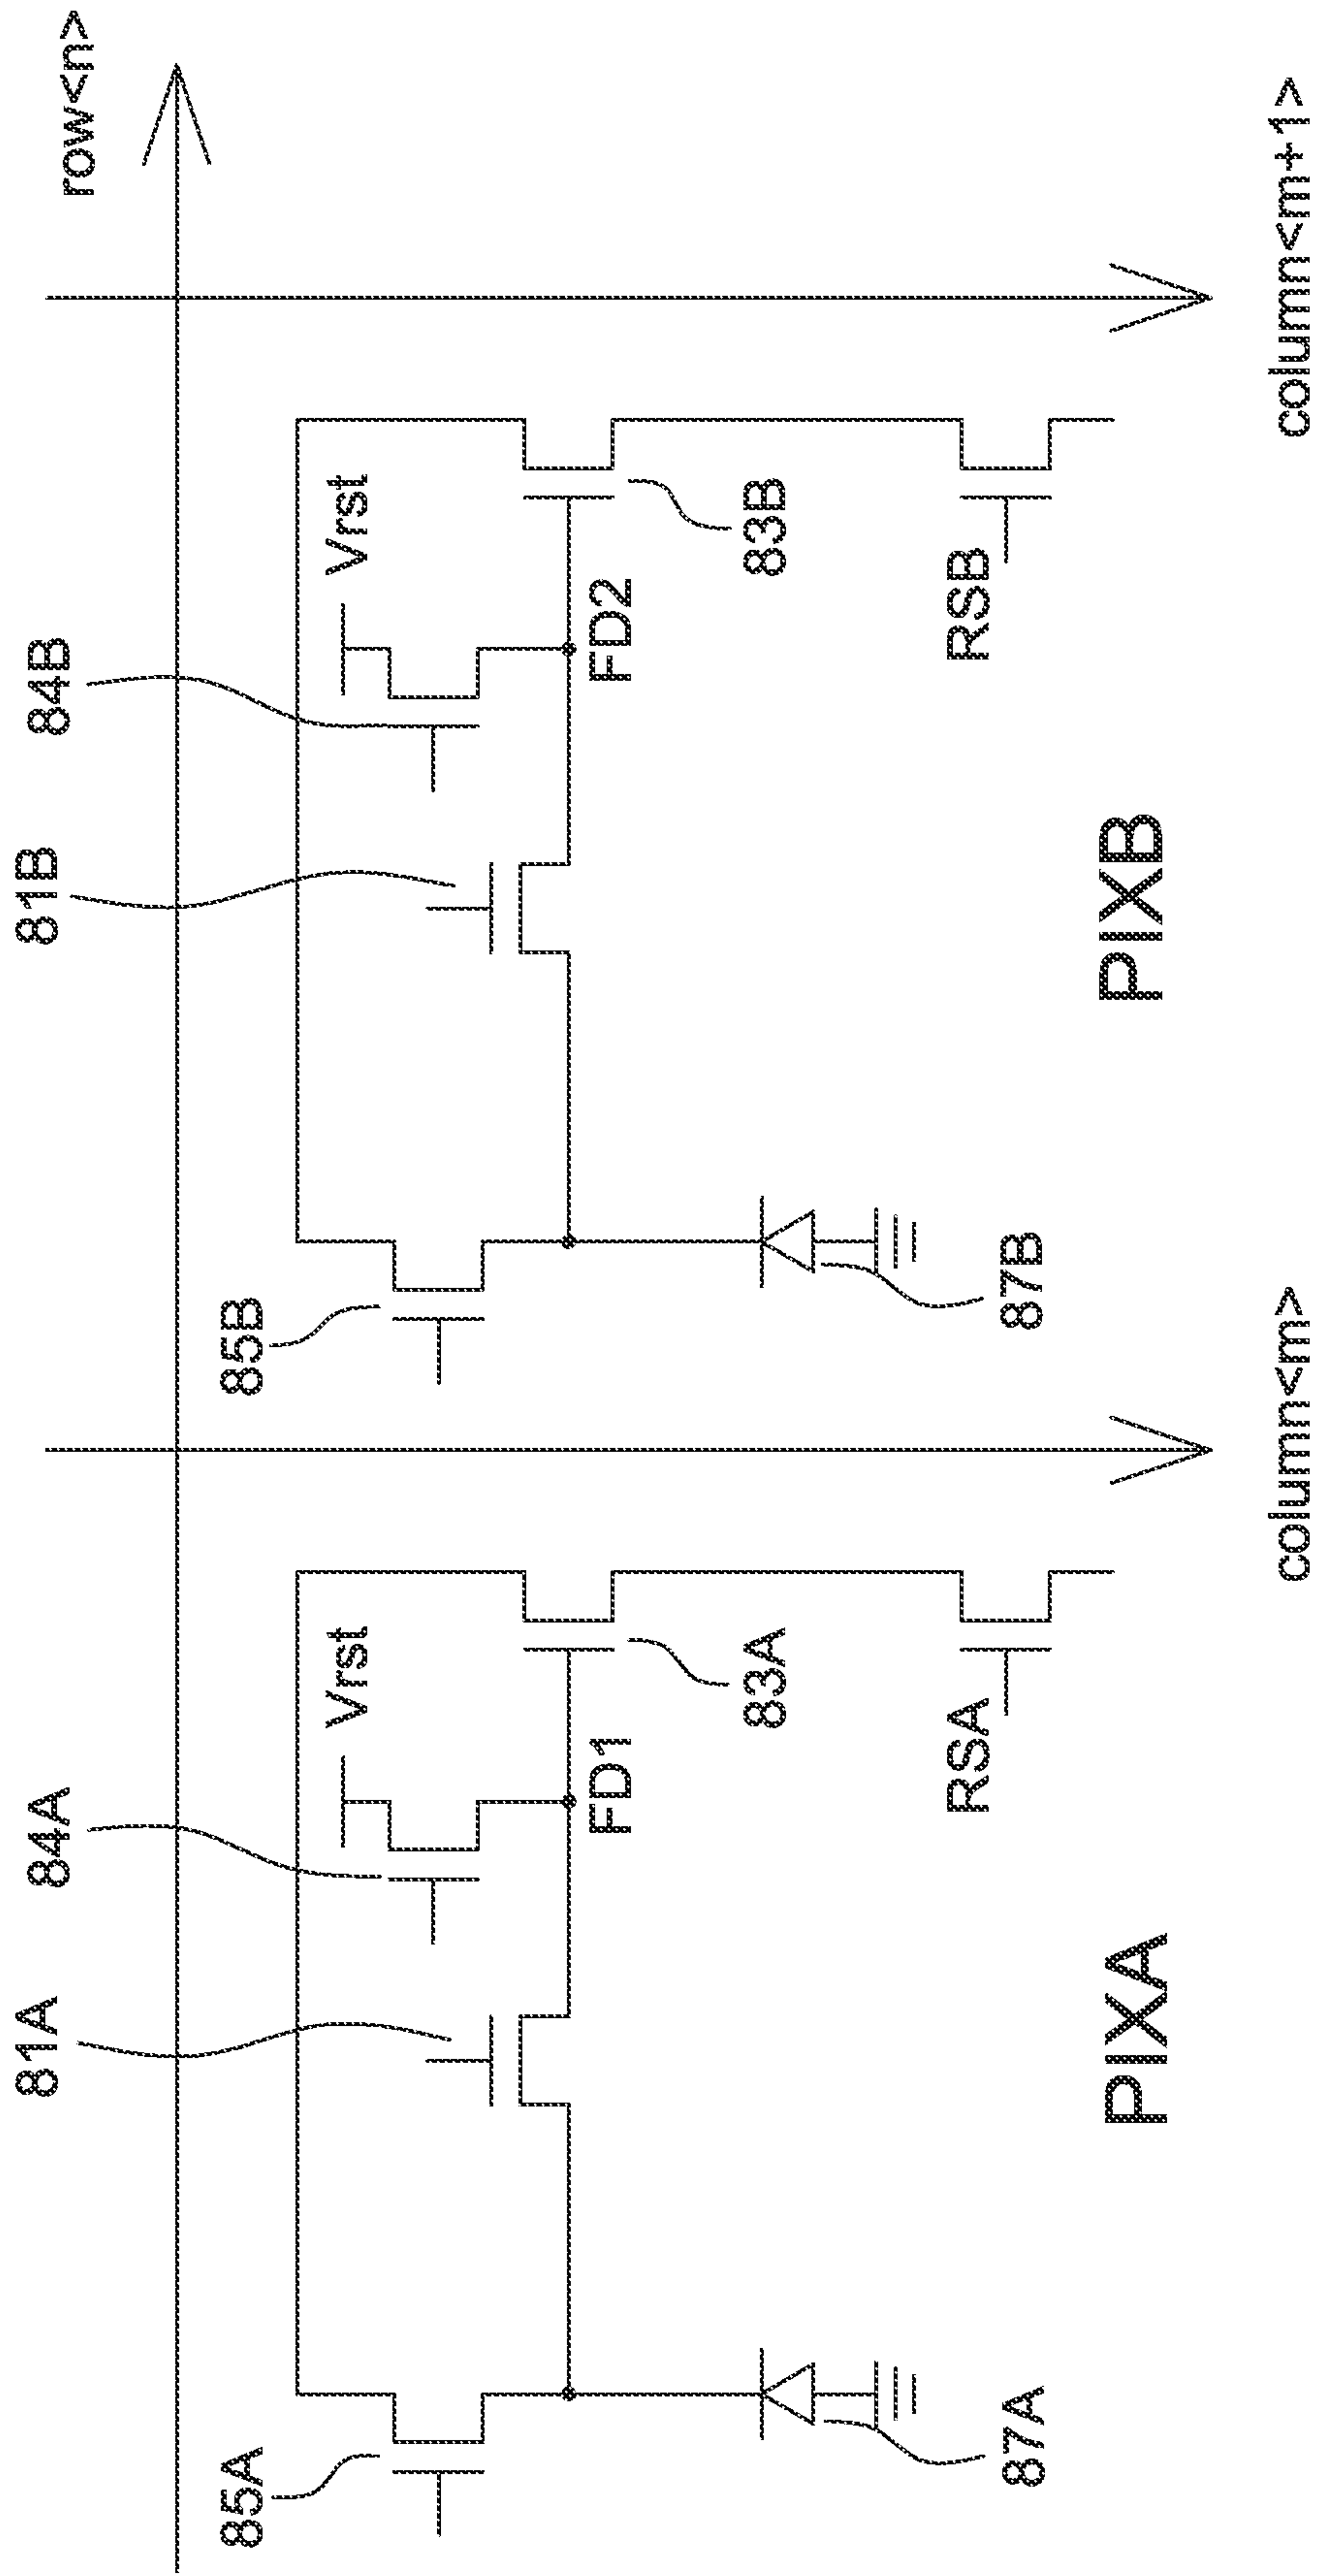 row<n>
81A
84A
81B
84B
85A
Vrst
85B
Vrst
FD1
FD2
83A
83B
RSA
RSB
87A
87B
PIXA
PIXB
column<m>
column<m+1>